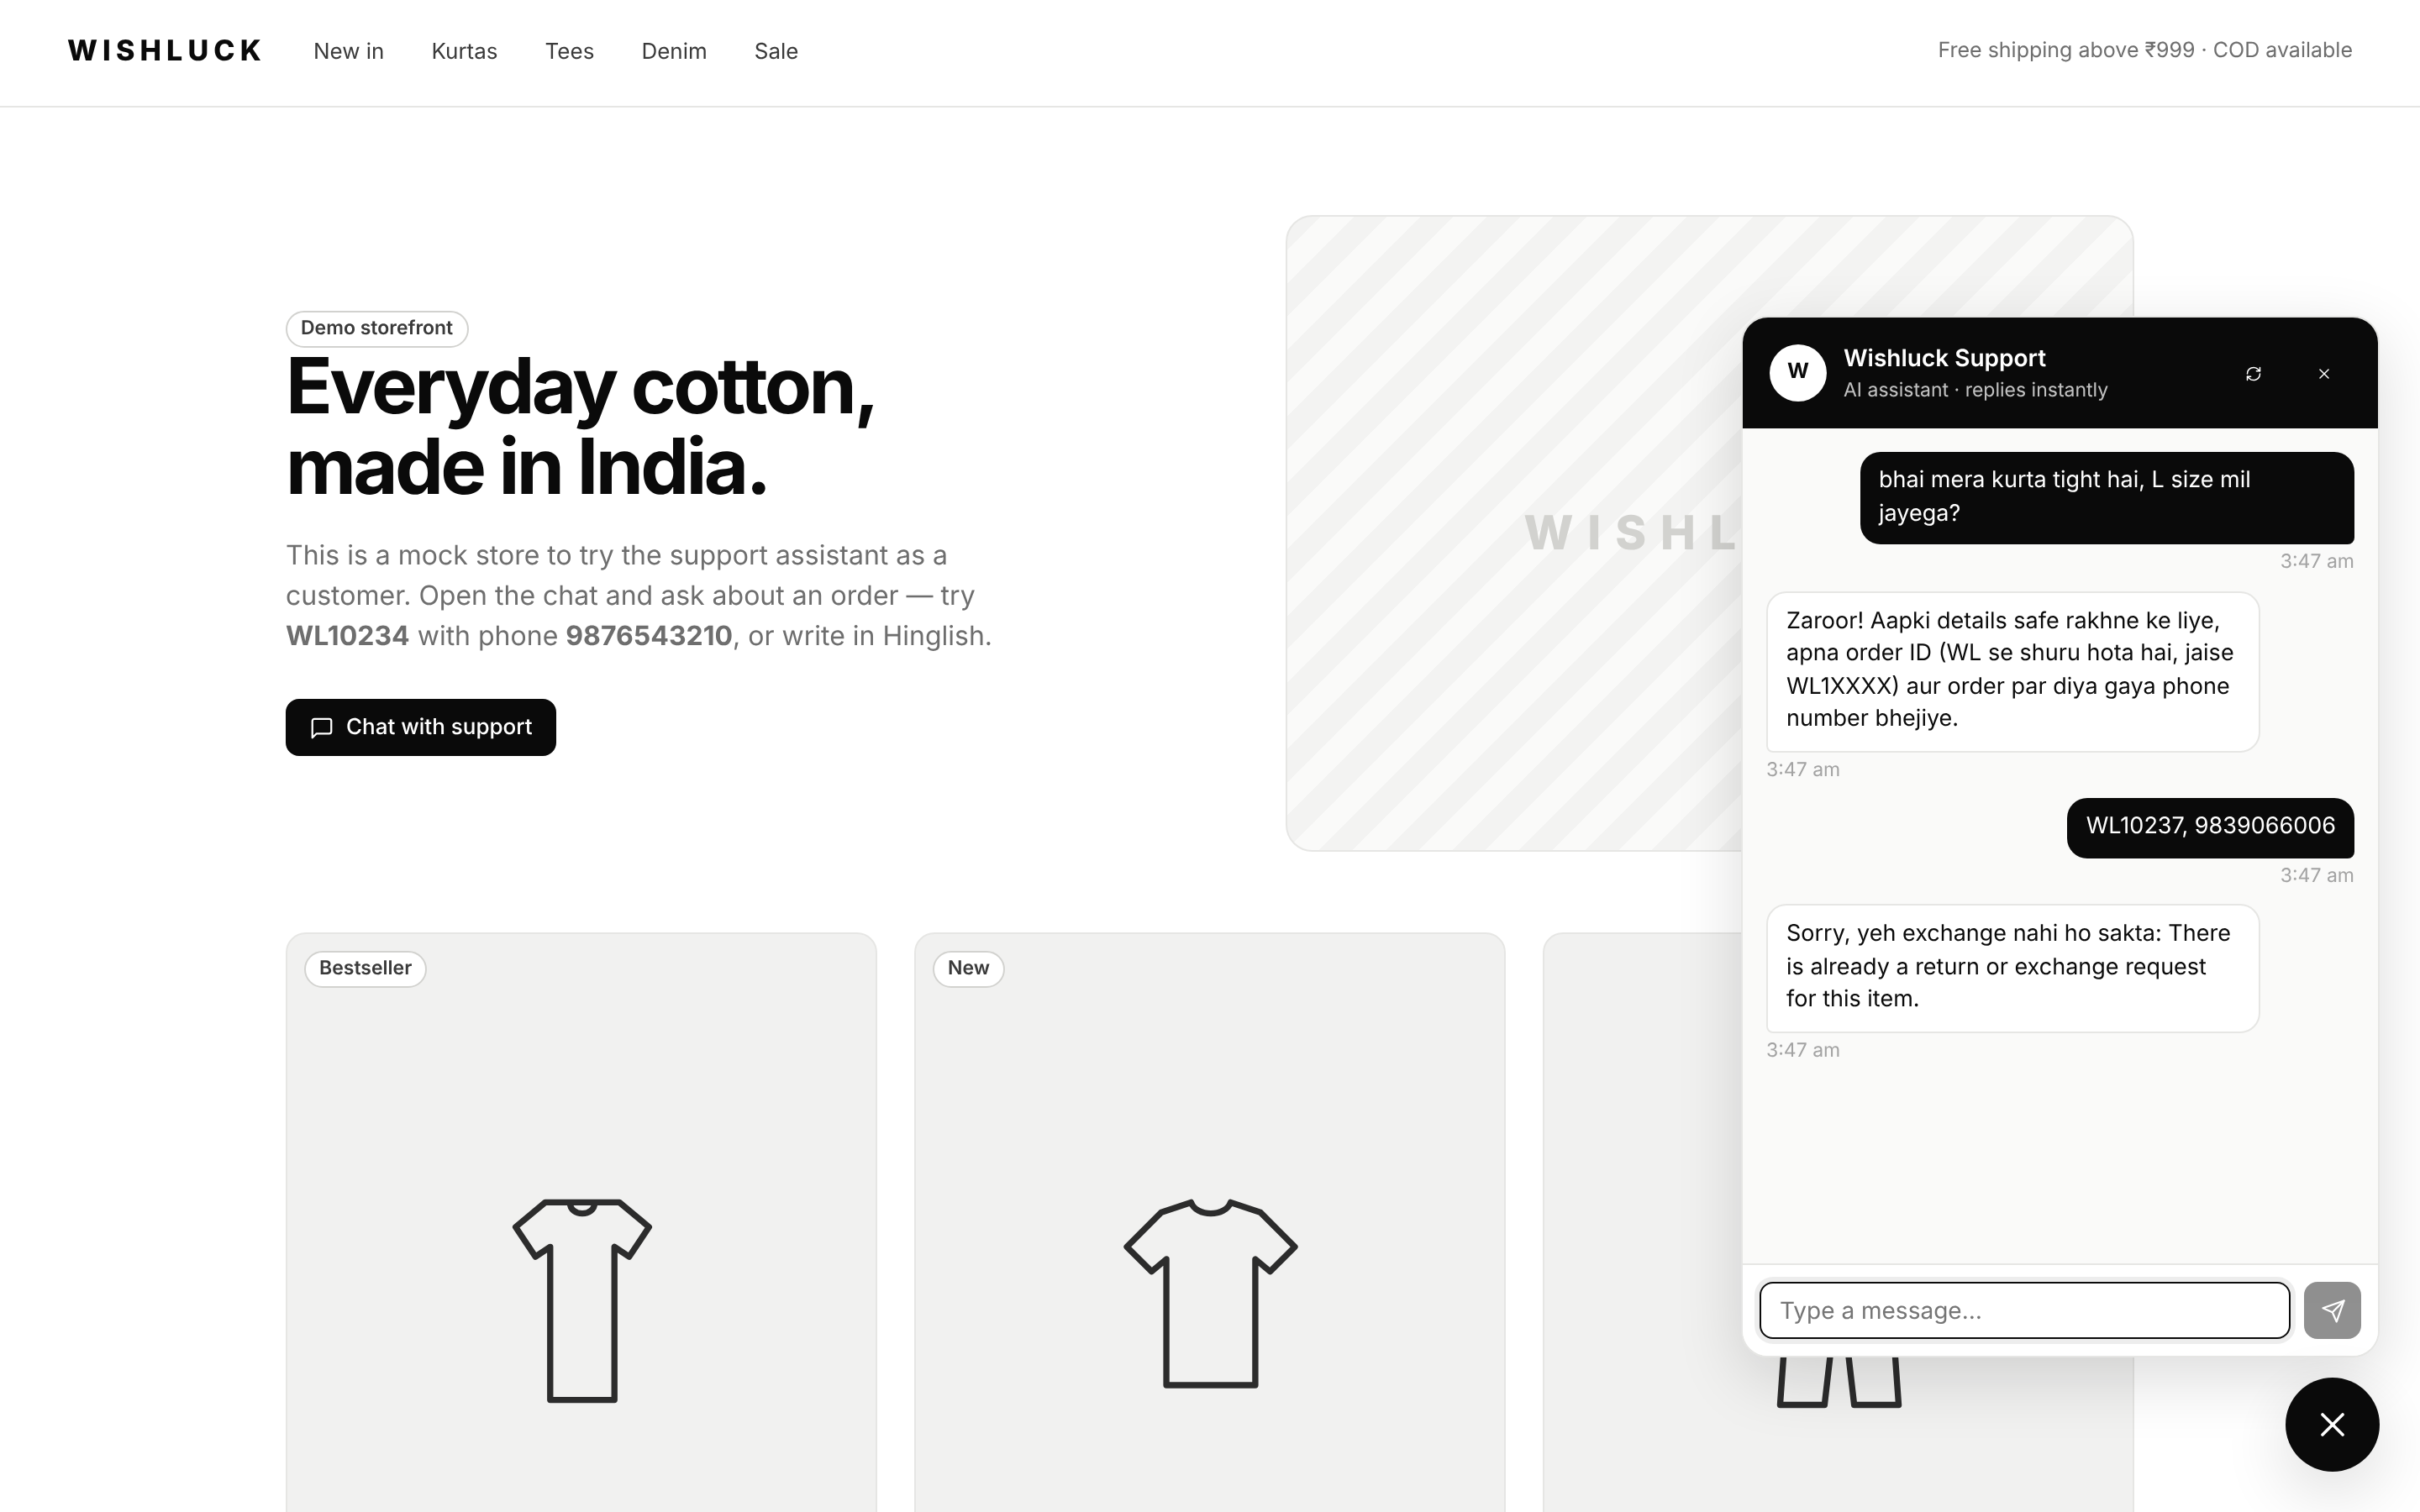 WISHLUCK
New in
Kurtas
Tees
Denim
Sale
Free shipping above ₹999 · COD available
Demo storefront
Everyday cotton,
made in India.
This is a mock store to try the support assistant as a
customer. Open the chat and ask about an order — try
WL10234 with phone 9876543210, or write in Hinglish.
Chat with support
WISHL
Bestseller
New
W
Wishluck Support
AI assistant · replies instantly
bhai mera kurta tight hai, L size mil
jayega?
3:47 am
Zaroor! Aapki details safe rakhne ke liye,
apna order ID (WL se shuru hota hai, jaise
WL1XXXX) aur order par diya gaya phone
number bhejiye.
3:47 am
WL10237, 9839066006
3:47 am
Sorry, yeh exchange nahi ho sakta: There
is already a return or exchange request
for this item.
3:47 am
Type a message...